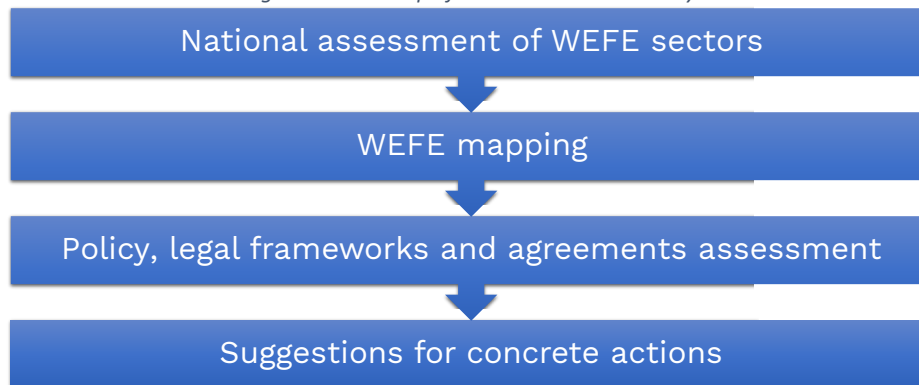 National assessment of WEFE sectors
WEFE mapping
Policy, legal frameworks and agreements assessment
Suggestions for concrete actions